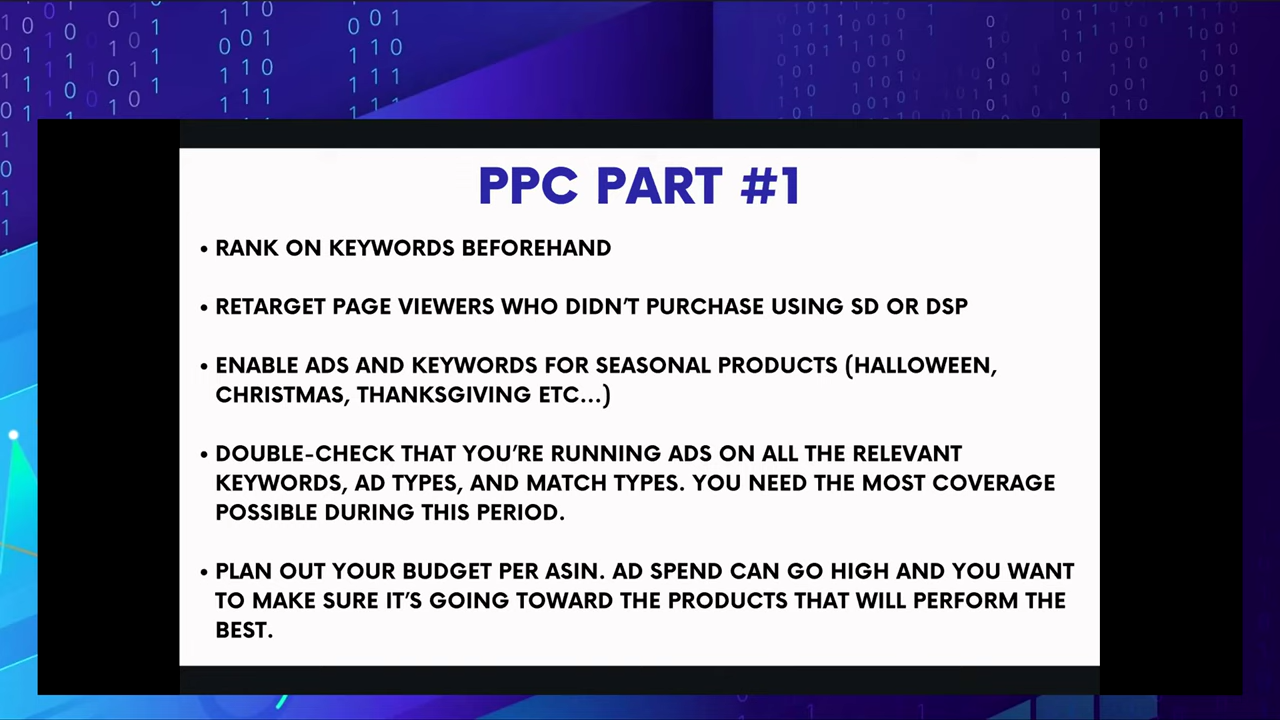 PPC PART #1
• RANK ON KEYWORDS BEFOREHAND
• RETARGET PAGE VIEWERS WHO DIDN'T PURCHASE USING SD OR DSP
• ENABLE ADS AND KEYWORDS FOR SEASONAL PRODUCTS (HALLOWEEN,
CHRISTMAS, THANKSGIVING ETC...)
• DOUBLE-CHECK THAT YOU'RE RUNNING ADS ON ALL THE RELEVANT
KEYWORDS, AD TYPES, AND MATCH TYPES. YOU NEED THE MOST COVERAGE
POSSIBLE DURING THIS PERIOD.
• PLAN OUT YOUR BUDGET PER ASIN. AD SPEND CAN GO HIGH AND YOU WANT
TO MAKE SURE IT'S GOING TOWARD THE PRODUCTS THAT WILL PERFORM THE
BEST.